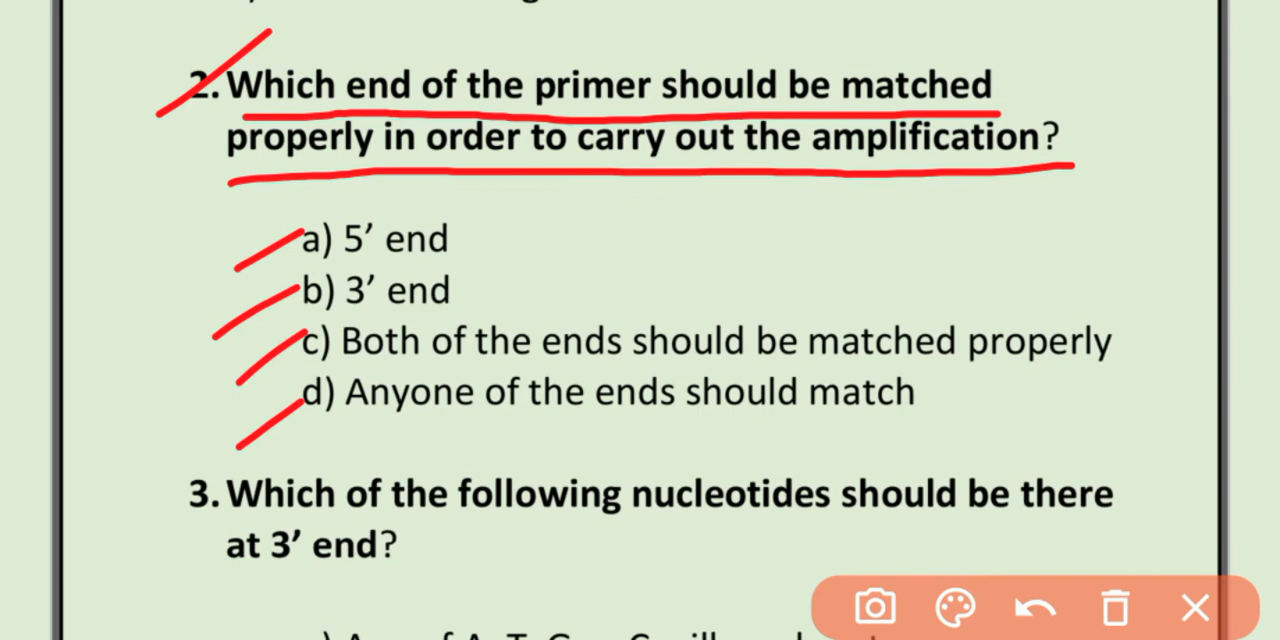 2. Which end of the primer should be matched
properly in order to carry out the amplification?
a) 5’ end
b) 3’ end
c) Both of the ends should be matched properly
d) Anyone of the ends should match
3. Which of the following nucleotides should be there
at 3’ end?